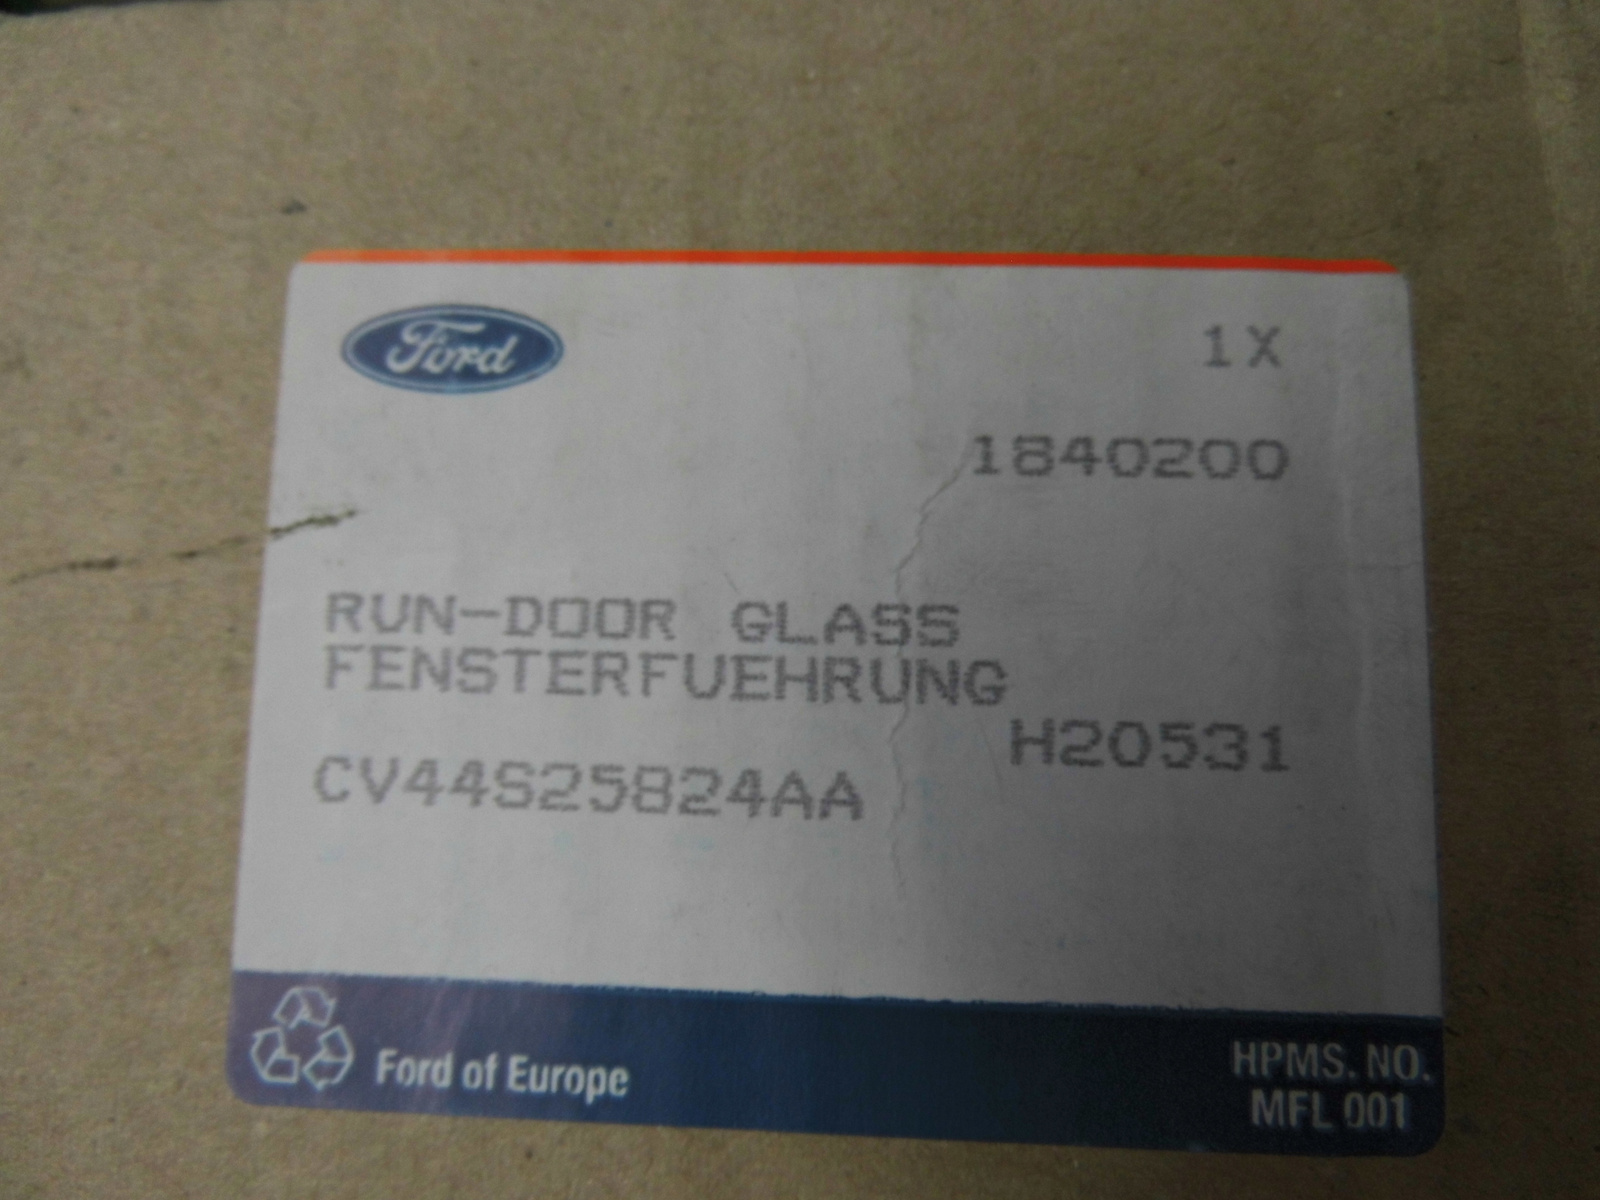 Ford
1X
1840200
RUN-DOOR GLASS
FENSTERFUEHRUNG
H20531
CV44S25824AA
Ford of Europe
HPMS. NO.
MFL 001